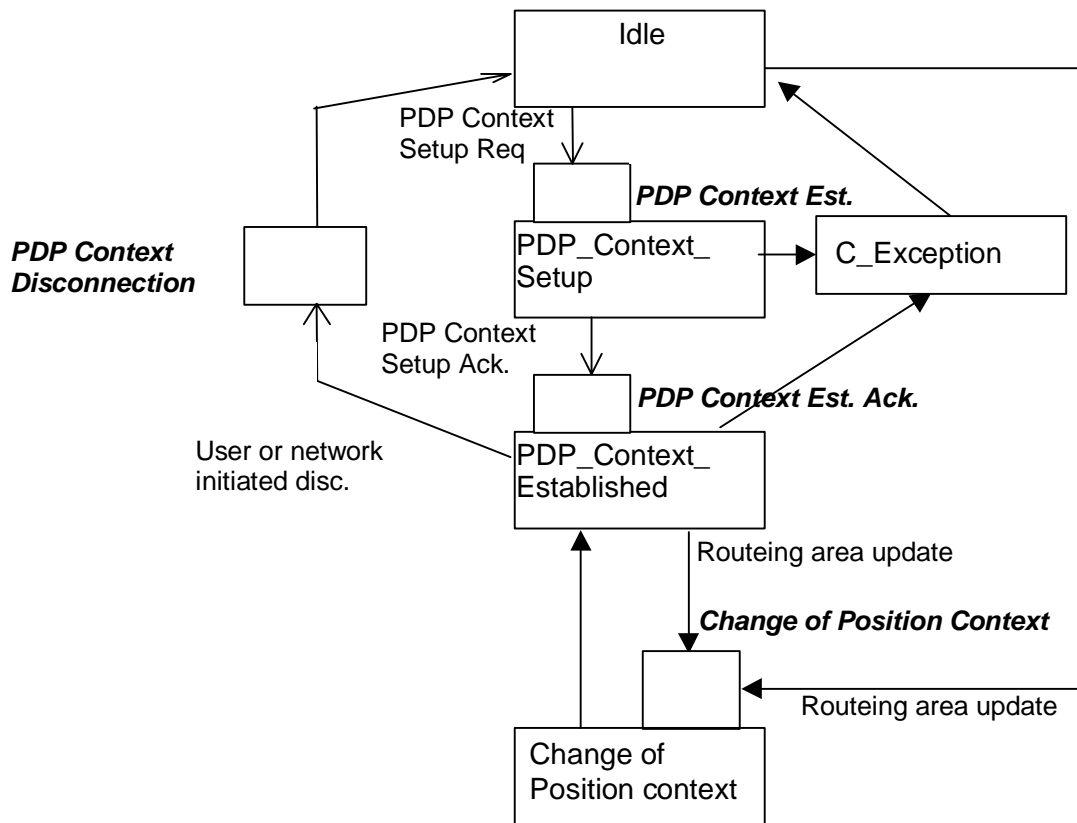 Idle
PDP Context
Setup Req
PDP Context Est.
PDP Context
Disconnection
PDP_Context_
Setup
C_Exception
PDP Context
Setup Ack.
PDP Context Est. Ack.
User or network
initiated disc.
PDP_Context_
Established
Routeing area update
Change of Position Context
Routeing area update
Change of
Position context